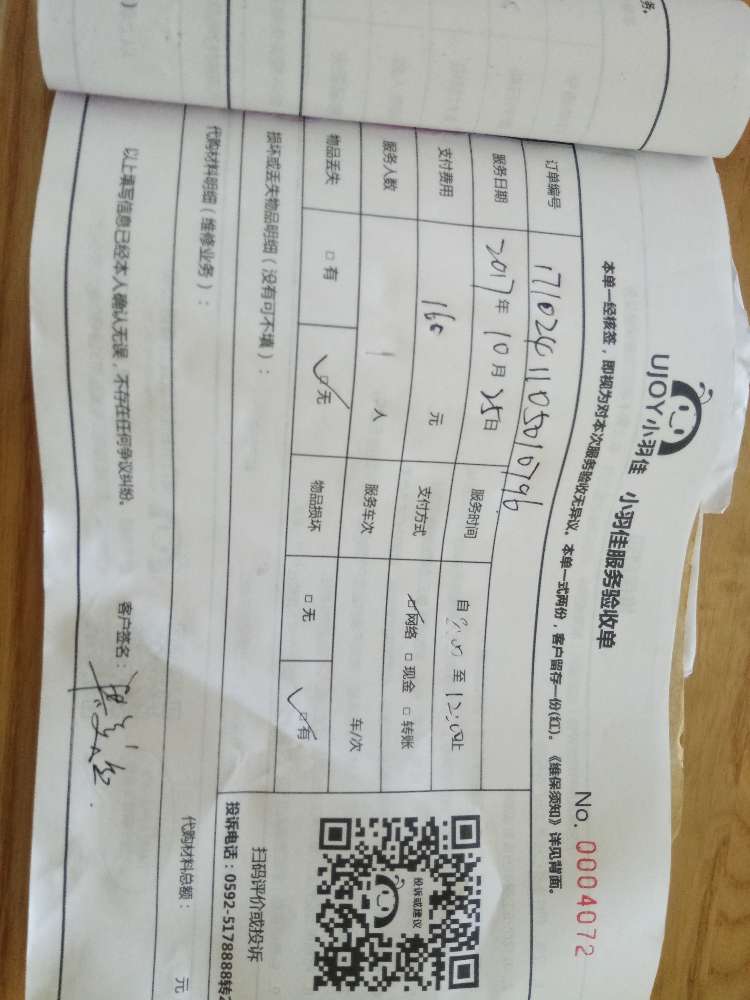 务。
UJOY小羽佳 小羽佳服务验收单
No. 0004072
本单一经核签，即视为对本次服务验收无异议。本单一式两份，客户留存一份(红)。《维保须知》详见背面。
订单编号
服务日期 2017年10月25日 服务时间 自 至12:00止
支付费用 160 元 支付方式 ☑网络 □现金 □转账
服务人数 1 人 服务车次 车/次
物品丢失 □有 ☑无 物品损坏 □无 ☑有
损坏或丢失物品明细（没有可不填）：
投诉或建议
扫码评价或投诉
投诉电话：0592-5178888转2
代购材料明细（维修业务）： 代购材料总额： 元
以上填写信息已经本人确认无误，不存在任何争议纠纷。 客户签名：